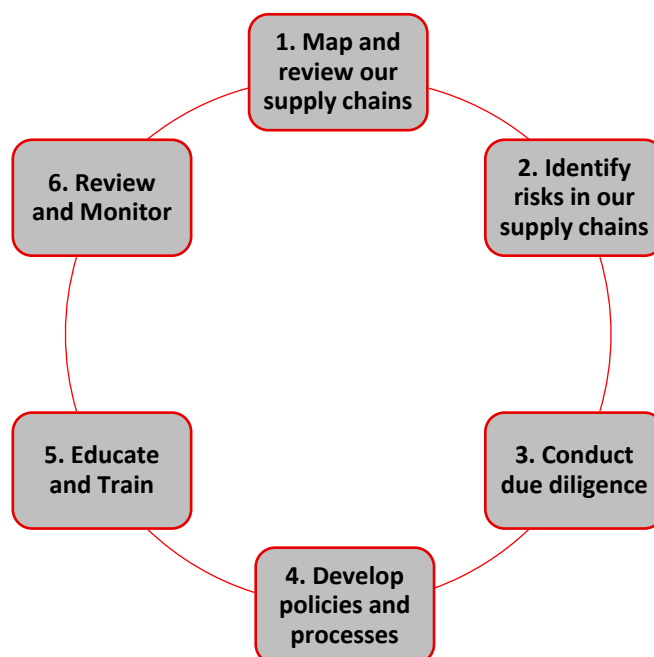 1. Map and
review our
supply chains
2. Identify
risks in our
supply chains
3. Conduct
due diligence
4. Develop
policies and
processes
5. Educate
and Train
6. Review
and Monitor